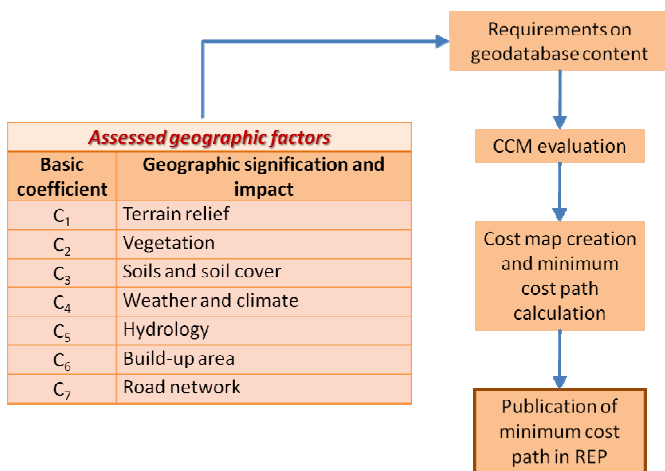 Requirements on
geodatabase content
Assessed geographic factors
Basic
coefficient
Geographic signification and
impact
C₁ Terrain relief
C₂ Vegetation
C₃ Soils and soil cover
C₄ Weather and climate
C₅ Hydrology
C₆ Build-up area
C₇ Road network
CCM evaluation
Cost map creation
and minimum
cost path
calculation
Publication of
minimum cost
path in REP